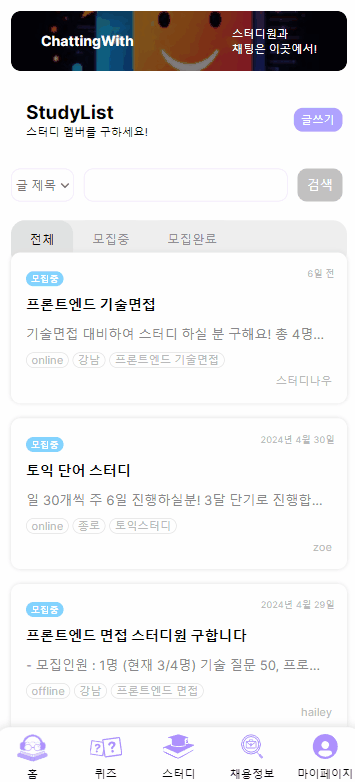 ChattingWith
스터디원과
채팅은 이곳에서!
StudyList
스터디 멤버를 구하세요!
글쓰기
글 제목
검색
전체 모집중 모집완료
모집중 6일 전
프론트엔드 기술면접
기술면접 대비하여 스터디 하실 분 구해요! 총 4명...
online 강남 프론트엔드 기술면접
스터디나우
모집중 2024년 4월 30일
토익 단어 스터디
일 30개씩 주 6일 진행하실분! 3달 단기로 진행합...
online 종로 토익스터디
zoe
모집중 2024년 4월 29일
프론트엔드 면접 스터디원 구합니다
- 모집인원 : 1명 (현재 3/4명) 기술 질문 50, 프로...
offline 강남 프론트엔드 면접
hailey
홈 퀴즈 스터디 채용정보 마이페이지